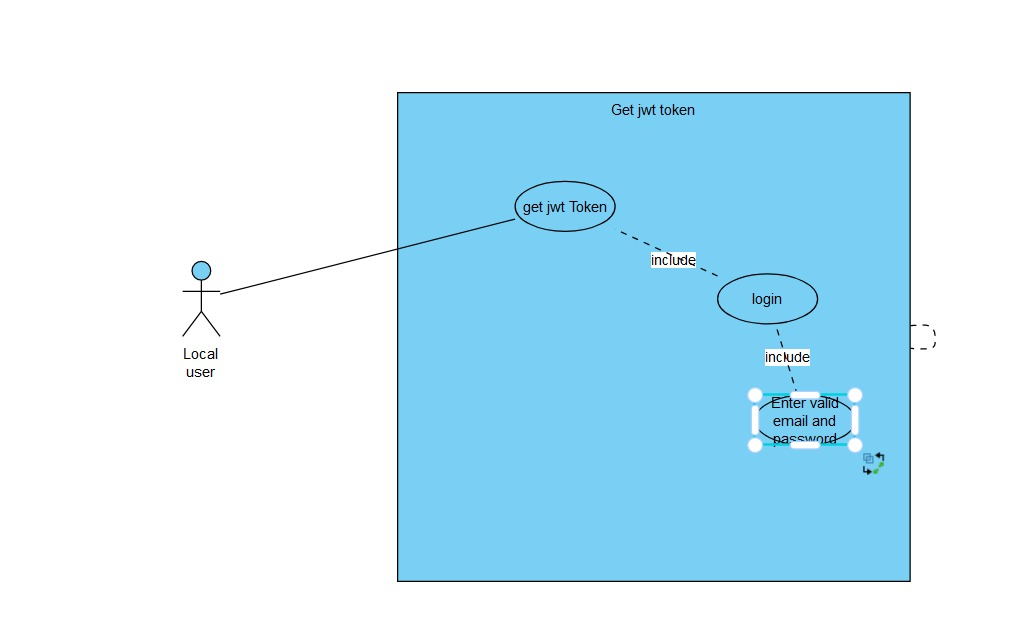 Get jwt token
get jwt Token
include
login
Local
user
include
Enter valid
email and
password